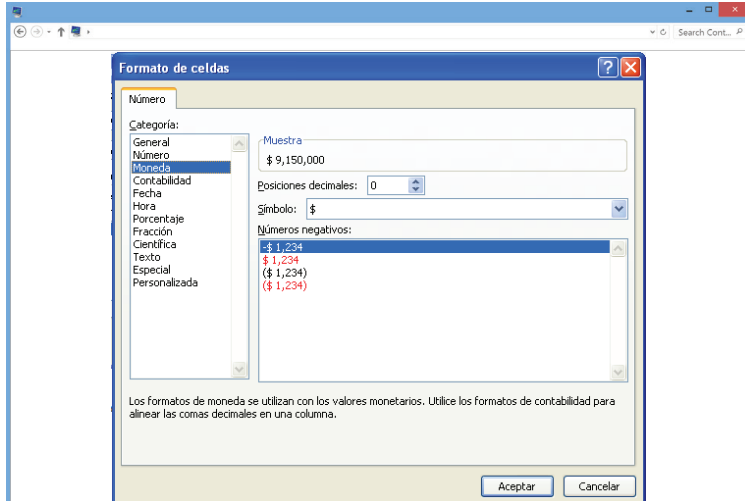 Search Cont...
Formato de celdas
Número
Categoría:
General
Número
Moneda
Contabilidad
Fecha
Hora
Porcentaje
Fracción
Científica
Texto
Especial
Personalizada
Muestra
$ 9,150,000
Posiciones decimales: 0
Símbolo: $
Números negativos:
-$ 1,234
$ 1,234
($ 1,234)
($ 1,234)
Los formatos de moneda se utilizan con los valores monetarios. Utilice los formatos de contabilidad para
alinear las comas decimales en una columna.
Aceptar Cancelar